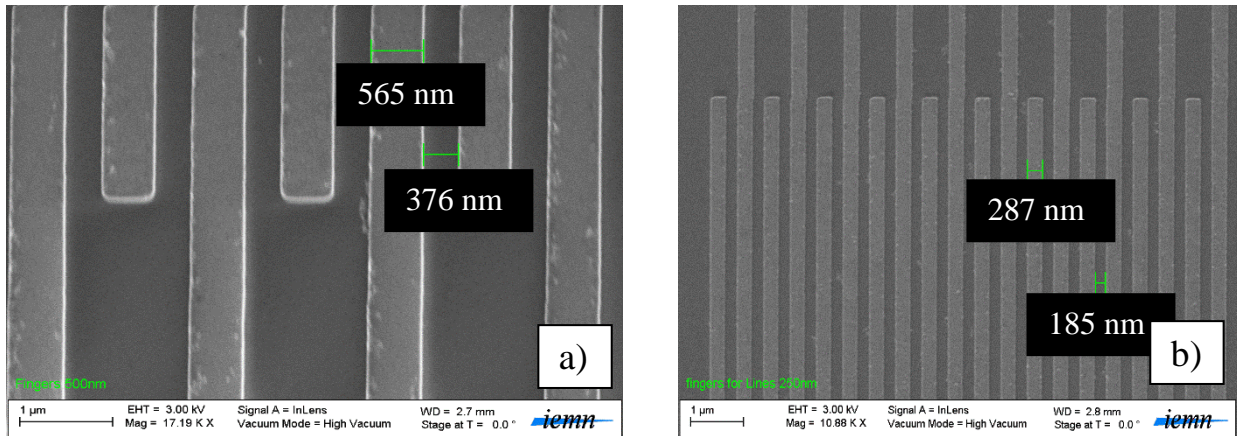 565 nm
376 nm
a)
Fingers 500nm
1 µm
EHT = 3.00 kV
Mag = 17.19 K X
Signal A = InLens
Vacuum Mode = High Vacuum
WD = 2.7 mm
Stage at T = 0.0 °
iemn
287 nm
185 nm
b)
fingers for Lines 250nm
1 µm
EHT = 3.00 kV
Mag = 10.88 K X
Signal A = InLens
Vacuum Mode = High Vacuum
WD = 2.8 mm
Stage at T = 0.0 °
iemn